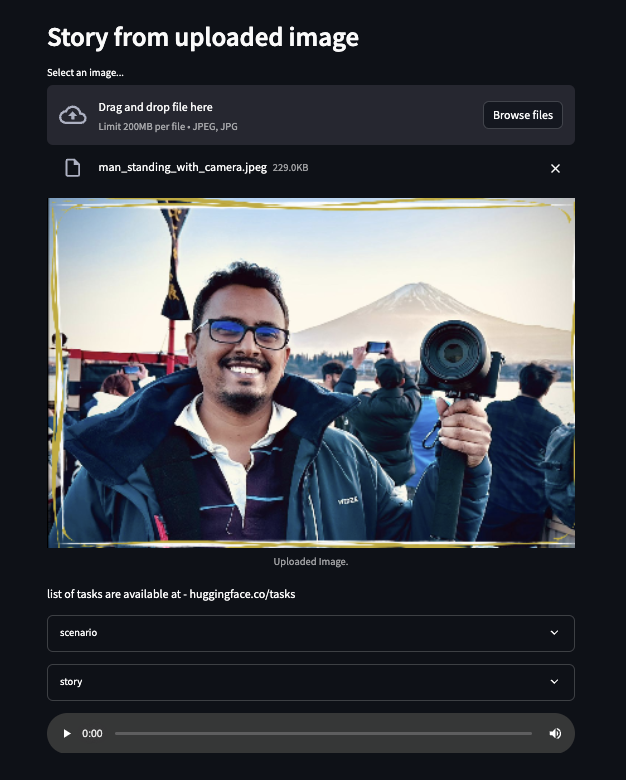 Story from uploaded image
Select an image...
Drag and drop file here
Limit 200MB per file • JPEG, JPG
Browse files
man_standing_with_camera.jpeg 229.0KB
Uploaded Image.
list of tasks are available at - huggingface.co/tasks
scenario
story
0:00